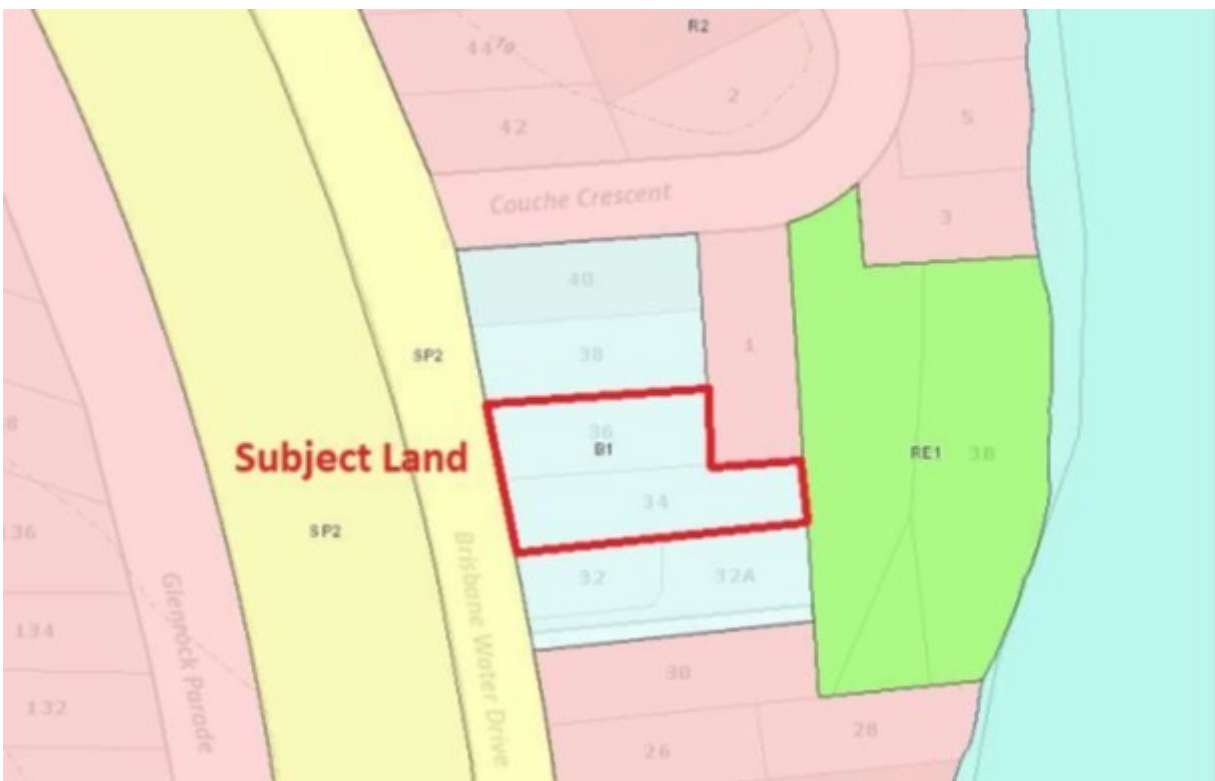 R2
42
2
5
Couche Crescent
3
40
38
1
SP2
36
Subject Land
B1
RE1
38
34
SP2
136
32
32A
Brisbane Water Drive
Glenrock Parade
134
30
132
28
26